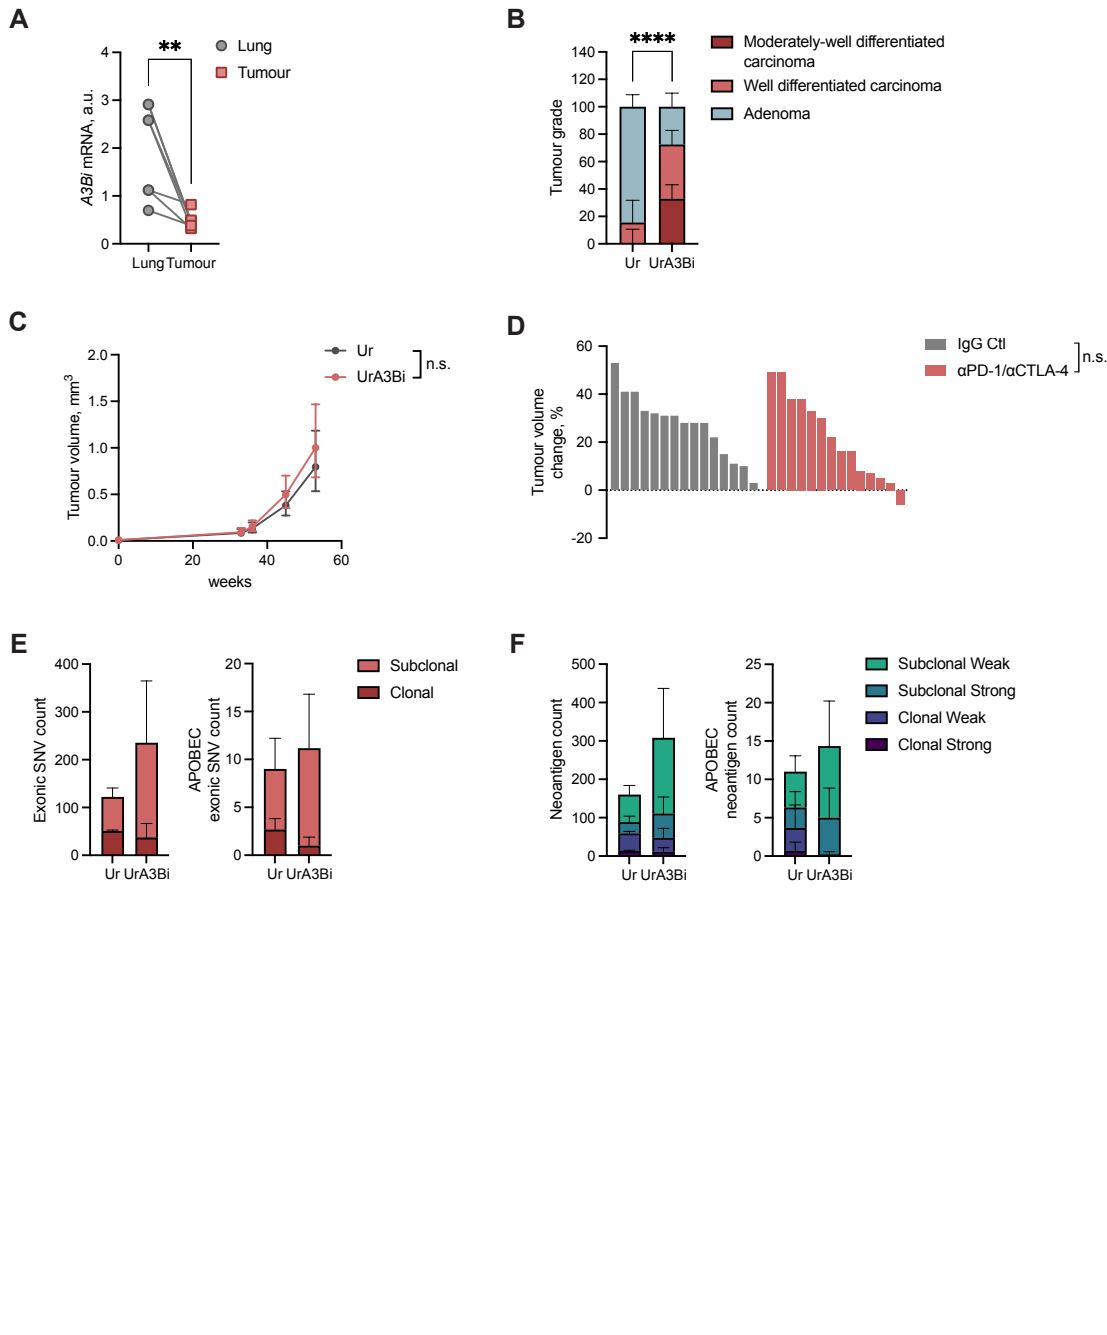 A
**
Lung
Tumour
A3Bi mRNA, a.u.
4
3
2
1
0
Lung Tumour
B
****
Moderately-well differentiated
carcinoma
Well differentiated carcinoma
Adenoma
Tumour grade
140
120
100
80
60
40
20
0
Ur UrA3Bi
C
Ur
UrA3Bi
n.s.
Tumour volume, mm3
2.0
1.5
1.0
0.5
0.0
0 20 40 60
weeks
D
IgG Ctl
αPD-1/αCTLA-4
n.s.
Tumour volume
change, %
60
40
20
0
-20
E
Exonic SNV count
400
300
200
100
0
Ur UrA3Bi
APOBEC
exonic SNV count
20
15
10
5
0
Ur UrA3Bi
Subclonal
Clonal
F
Neoantigen count
500
400
300
200
100
0
Ur UrA3Bi
APOBEC
neoantigen count
25
20
15
10
5
0
Ur UrA3Bi
Subclonal Weak
Subclonal Strong
Clonal Weak
Clonal Strong